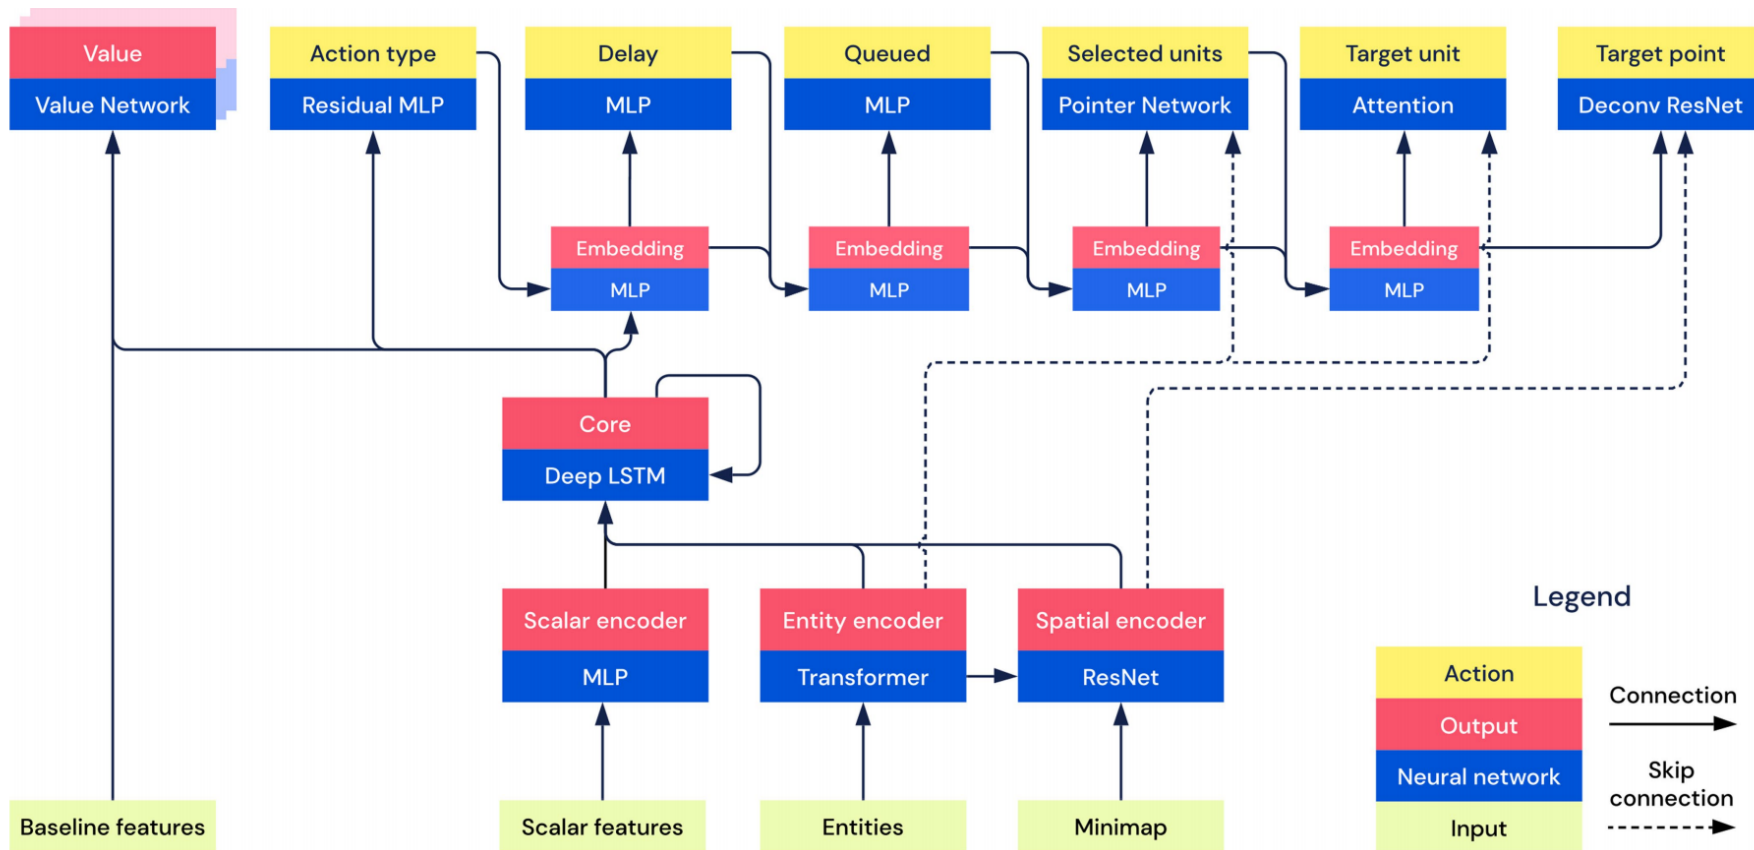 Value
Value Network
Action type
Residual MLP
Delay
MLP
Queued
MLP
Selected units
Pointer Network
Target unit
Attention
Target point
Deconv ResNet
Embedding
MLP
Embedding
MLP
Embedding
MLP
Embedding
MLP
Core
Deep LSTM
Scalar encoder
MLP
Entity encoder
Transformer
Spatial encoder
ResNet
Baseline features
Scalar features
Entities
Minimap
Legend
Action
Output
Neural network
Input
Connection
Skip
connection